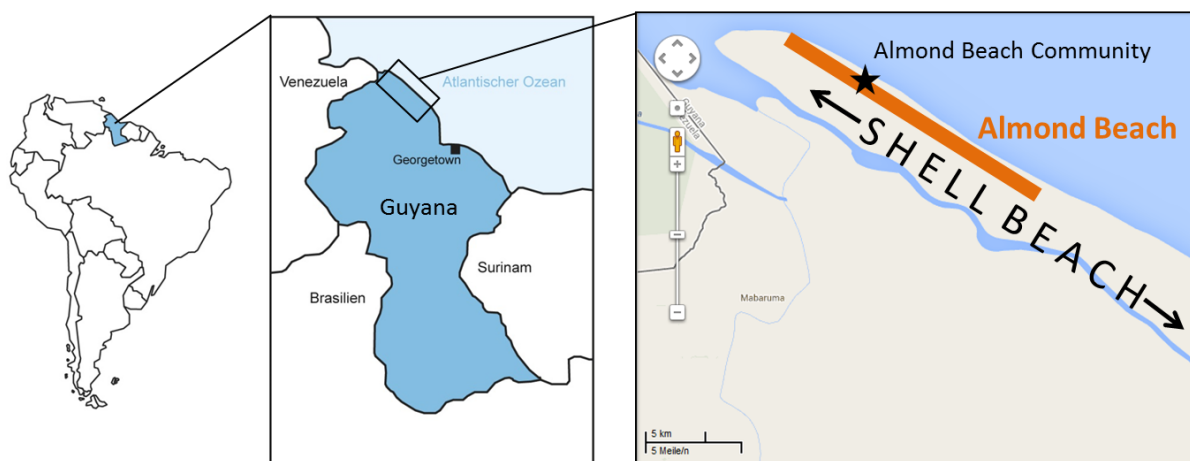 Venezuela
Atlantischer Ozean
Georgetown
Guyana
Surinam
Brasilien
Almond Beach Community
Almond Beach
SHELL BEACH
Guyana
Mabaruma
5 km
5 Meile/n